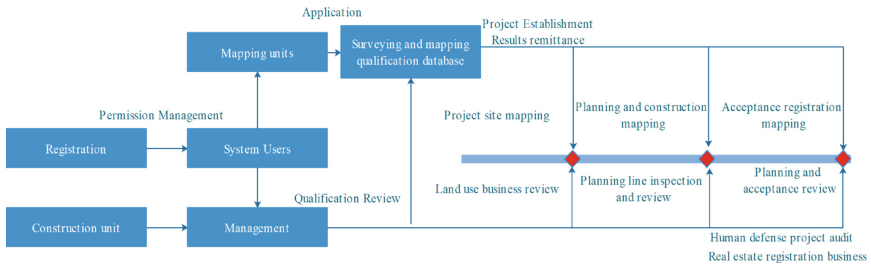 Application
Project Establishment
Results remittance
Mapping units
Surveying and mapping
qualification database
Project site mapping
Planning and construction
mapping
Acceptance registration
mapping
Permission Management
Registration
System Users
Land use business review
Planning line inspection
and review
Planning and
acceptance review
Qualification Review
Construction unit
Management
Human defense project audit
Real estate registration business